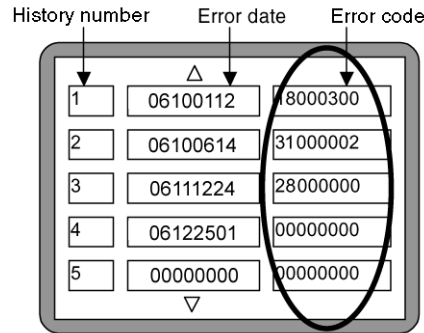 History number Error date Error code
1 06100112 18000300
2 06100614 31000002
3 06111224 28000000
4 06122501 00000000
5 00000000 00000000